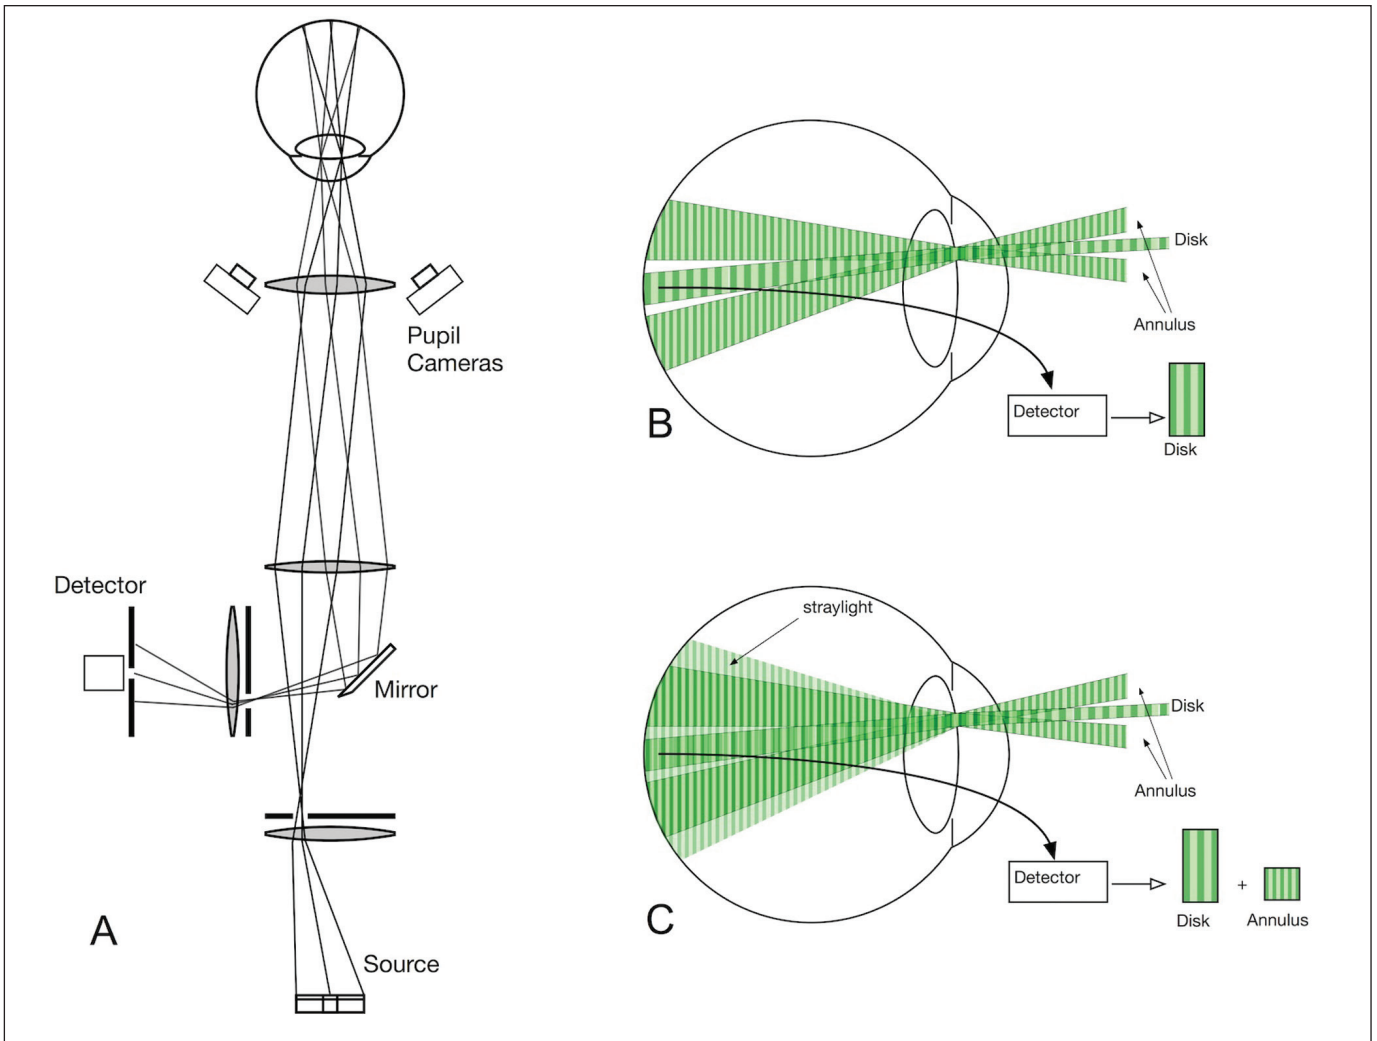 Pupil
Cameras
Detector
Mirror
A
Source
Disk
Annulus
B
Detector
Disk
straylight
Disk
Annulus
C
Detector
+
Disk
Annulus